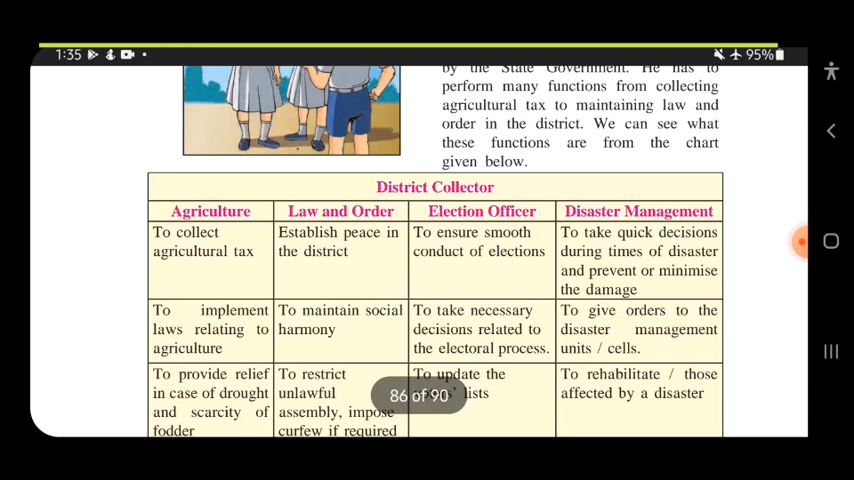 1:35
95%
by the State Government. He has to
perform many functions from collecting
agricultural tax to maintaining law and
order in the district. We can see what
these functions are from the chart
given below.
District Collector
Agriculture Law and Order Election Officer Disaster Management
To collect
agricultural tax
Establish peace in
the district
To ensure smooth
conduct of elections
To take quick decisions
during times of disaster
and prevent or minimise
the damage
To implement
laws relating to
agriculture
To maintain social
harmony
To take necessary
decisions related to
the electoral process.
To give orders to the
disaster management
units / cells.
To provide relief
in case of drought
and scarcity of
fodder
To restrict
unlawful
assembly, impose
curfew if required
To update the
lists
To rehabilitate / those
affected by a disaster
86 of 90